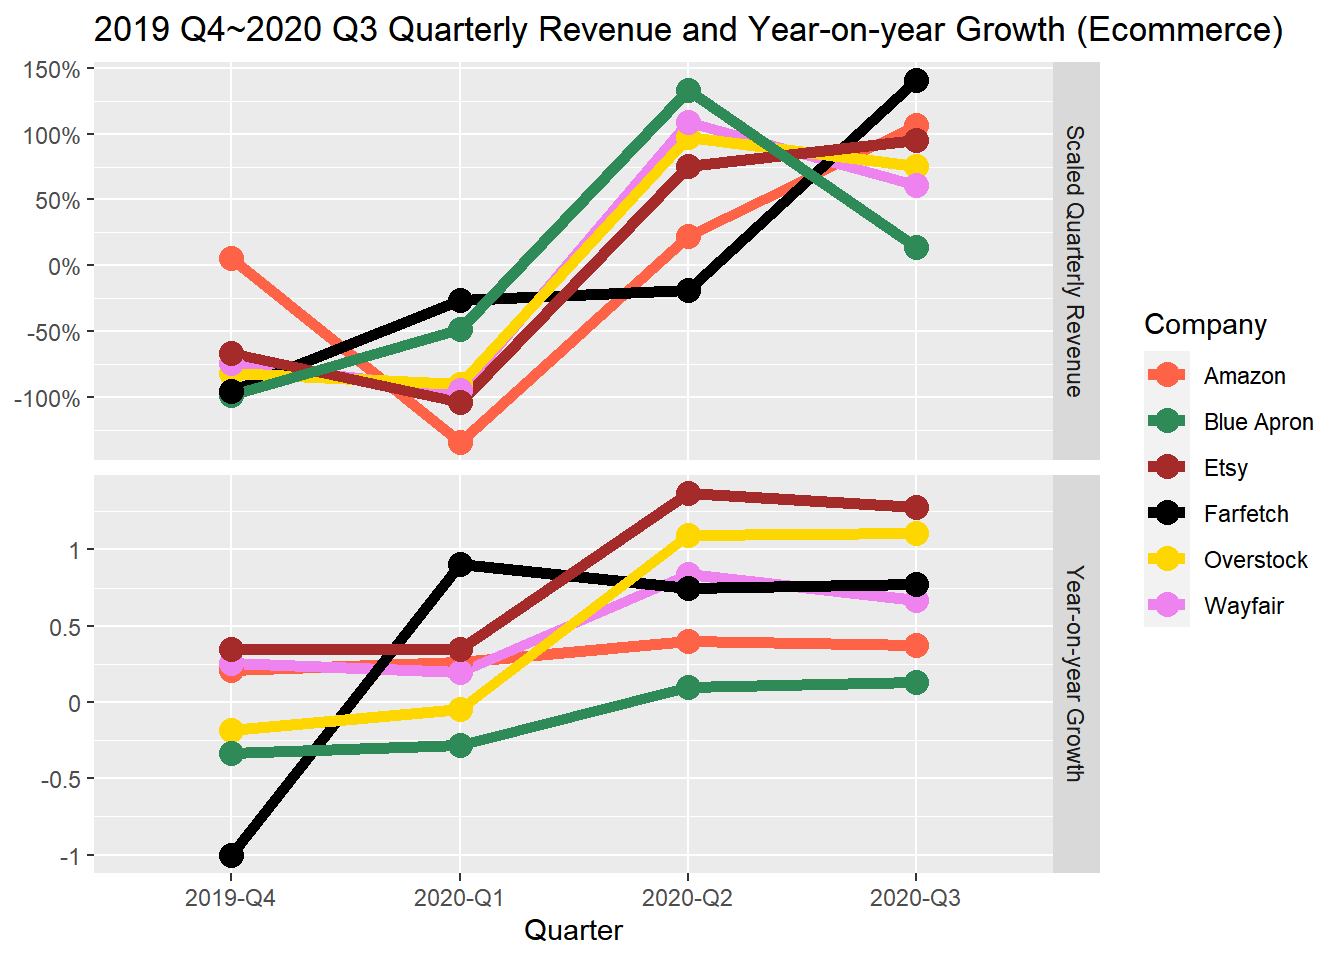 2019 Q4~2020 Q3 Quarterly Revenue and Year-on-year Growth (Ecommerce)
150%
100%
50%
0%
-50%
-100%
Scaled Quarterly Revenue
1
0.5
0
-0.5
-1
Year-on-year Growth
2019-Q4 2020-Q1 2020-Q2 2020-Q3
Quarter
Company
Amazon
Blue Apron
Etsy
Farfetch
Overstock
Wayfair